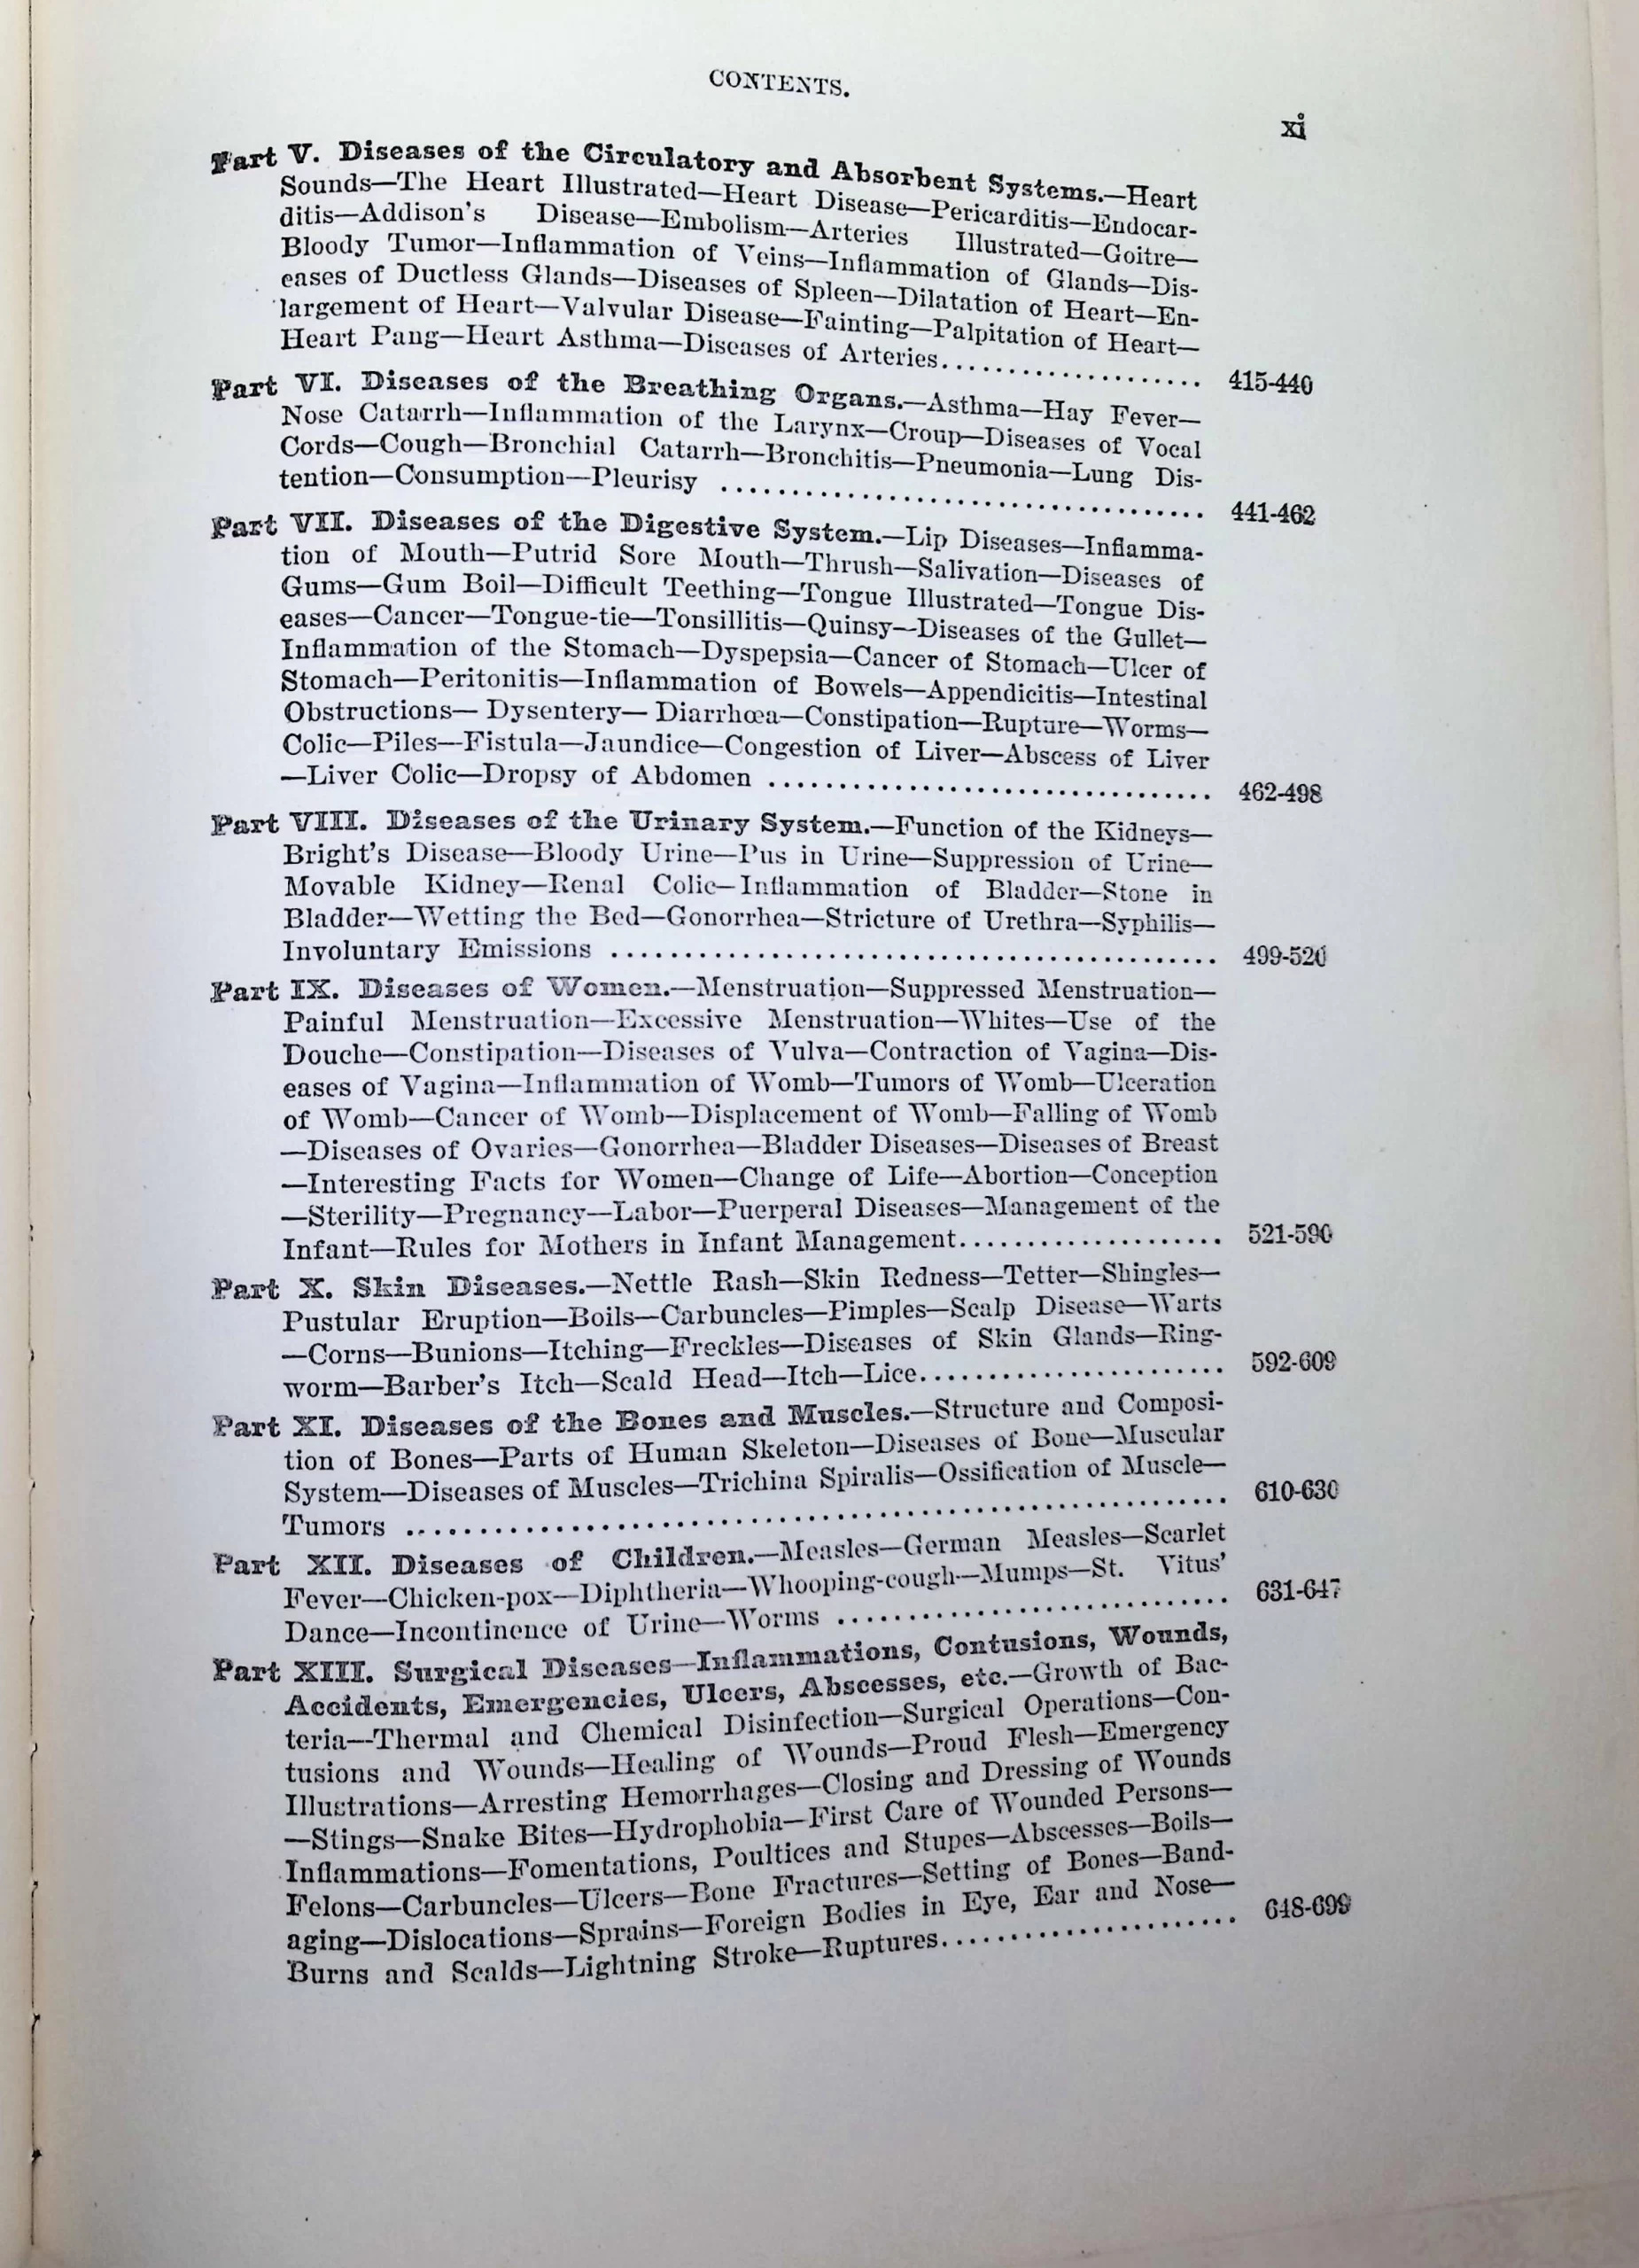 CONTENTS.
xi
Part V. Diseases of the Circulatory and Absorbent Systems.—Heart
Sounds—The Heart Illustrated—Heart Disease—Pericarditis—Endocar-
ditis—Addison's Disease—Embolism—Arteries Illustrated—Goitre—
Bloody Tumor—Inflammation of Veins—Inflammation of Glands—Dis-
eases of Ductless Glands—Diseases of Spleen—Dilatation of Heart—En-
largement of Heart—Valvular Disease—Fainting—Palpitation of Heart—
Heart Pang—Heart Asthma—Diseases of Arteries................... 415-440
Part VI. Diseases of the Breathing Organs.—Asthma—Hay Fever—
Nose Catarrh—Inflammation of the Larynx—Croup—Diseases of Vocal
Cords—Cough—Bronchial Catarrh—Bronchitis—Pneumonia—Lung Dis-
tention—Consumption—Pleurisy .................................. 441-462
Part VII. Diseases of the Digestive System.—Lip Diseases—Inflamma-
tion of Mouth—Putrid Sore Mouth—Thrush—Salivation—Diseases of
Gums—Gum Boil—Difficult Teething—Tongue Illustrated—Tongue Dis-
eases—Cancer—Tongue-tie—Tonsillitis—Quinsy—Diseases of the Gullet—
Inflammation of the Stomach—Dyspepsia—Cancer of Stomach—Ulcer of
Stomach—Peritonitis—Inflammation of Bowels—Appendicitis—Intestinal
Obstructions— Dysentery— Diarrhœa—Constipation—Rupture—Worms—
Colic—Piles—Fistula—Jaundice—Congestion of Liver—Abscess of Liver
—Liver Colic—Dropsy of Abdomen ................................ 462-498
Part VIII. Diseases of the Urinary System.—Function of the Kidneys—
Bright's Disease—Bloody Urine—Pus in Urine—Suppression of Urine—
Movable Kidney—Renal Colic—Inflammation of Bladder—Stone in
Bladder—Wetting the Bed—Gonorrhea—Stricture of Urethra—Syphilis—
Involuntary Emissions ........................................... 499-520
Part IX. Diseases of Women.—Menstruation—Suppressed Menstruation—
Painful Menstruation—Excessive Menstruation—Whites—Use of the
Douche—Constipation—Diseases of Vulva—Contraction of Vagina—Dis-
eases of Vagina—Inflammation of Womb—Tumors of Womb—Ulceration
of Womb—Cancer of Womb—Displacement of Womb—Falling of Womb
—Diseases of Ovaries—Gonorrhea—Bladder Diseases—Diseases of Breast
—Interesting Facts for Women—Change of Life—Abortion—Conception
—Sterility—Pregnancy—Labor—Puerperal Diseases—Management of the
Infant—Rules for Mothers in Infant Management................... 521-590
Part X. Skin Diseases.—Nettle Rash—Skin Redness—Tetter—Shingles—
Pustular Eruption—Boils—Carbuncles—Pimples—Scalp Disease—Warts
—Corns—Bunions—Itching—Freckles—Diseases of Skin Glands—Ring-
worm—Barber's Itch—Scald Head—Itch—Lice...................... 592-609
Part XI. Diseases of the Bones and Muscles.—Structure and Composi-
tion of Bones—Parts of Human Skeleton—Diseases of Bone—Muscular
System—Diseases of Muscles—Trichina Spiralis—Ossification of Muscle—
Tumors .......................................................... 610-630
Part XII. Diseases of Children.—Measles—German Measles—Scarlet
Fever—Chicken-pox—Diphtheria—Whooping-cough—Mumps—St. Vitus'
Dance—Incontinence of Urine—Worms ............................ 631-647
Part XIII. Surgical Diseases—Inflammations, Contusions, Wounds,
Accidents, Emergencies, Ulcers, Abscesses, etc.—Growth of Bac-
teria—Thermal and Chemical Disinfection—Surgical Operations—Con-
tusions and Wounds—Healing of Wounds—Proud Flesh—Emergency
Illustrations—Arresting Hemorrhages—Closing and Dressing of Wounds
—Stings—Snake Bites—Hydrophobia—First Care of Wounded Persons—
Inflammations—Fomentations, Poultices and Stupes—Abscesses—Boils—
Felons—Carbuncles—Ulcers—Bone Fractures—Setting of Bones—Band-
aging—Dislocations—Sprains—Foreign Bodies in Eye, Ear and Nose—
Burns and Scalds—Lightning Stroke—Ruptures..................... 648-699